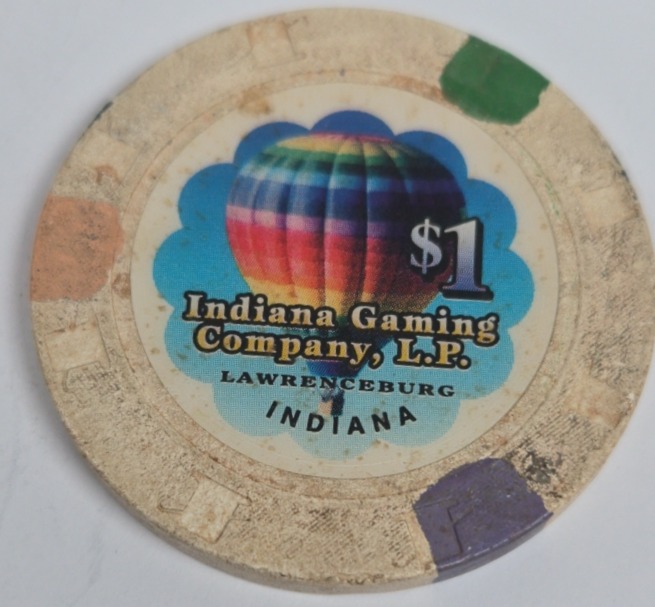 $1
Indiana Gaming
Company, L.P.
LAWRENCEBURG
INDIANA